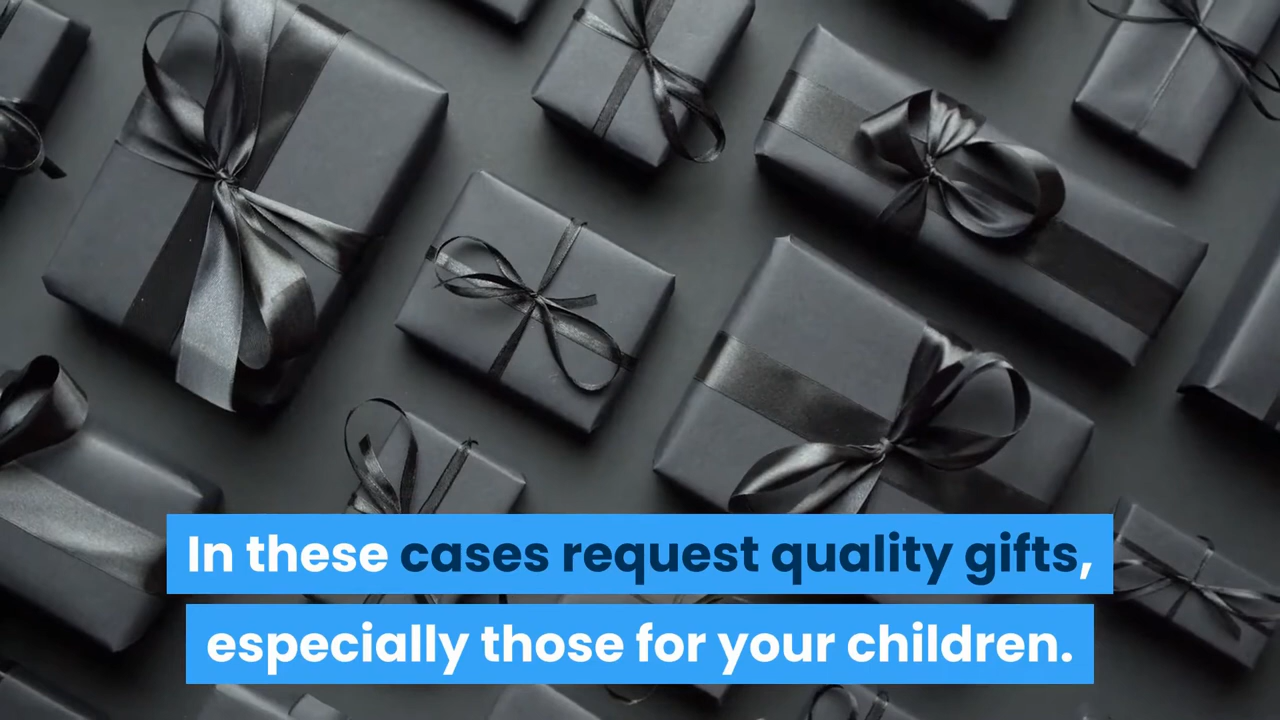 In these cases request quality gifts,
especially those for your children.